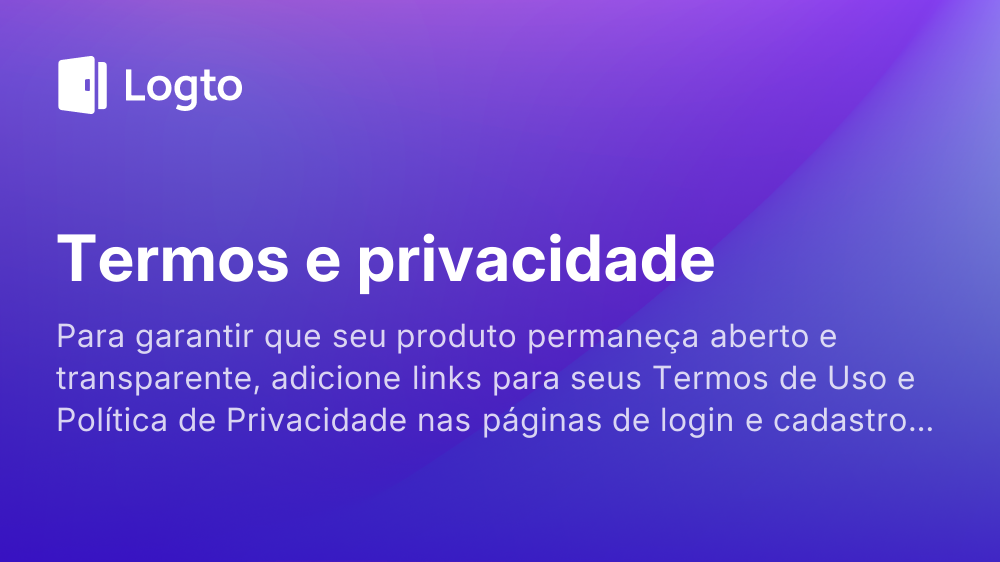 Logto
Termos e privacidade
Para garantir que seu produto permaneça aberto e
transparente, adicione links para seus Termos de Uso e
Política de Privacidade nas páginas de login e cadastro...